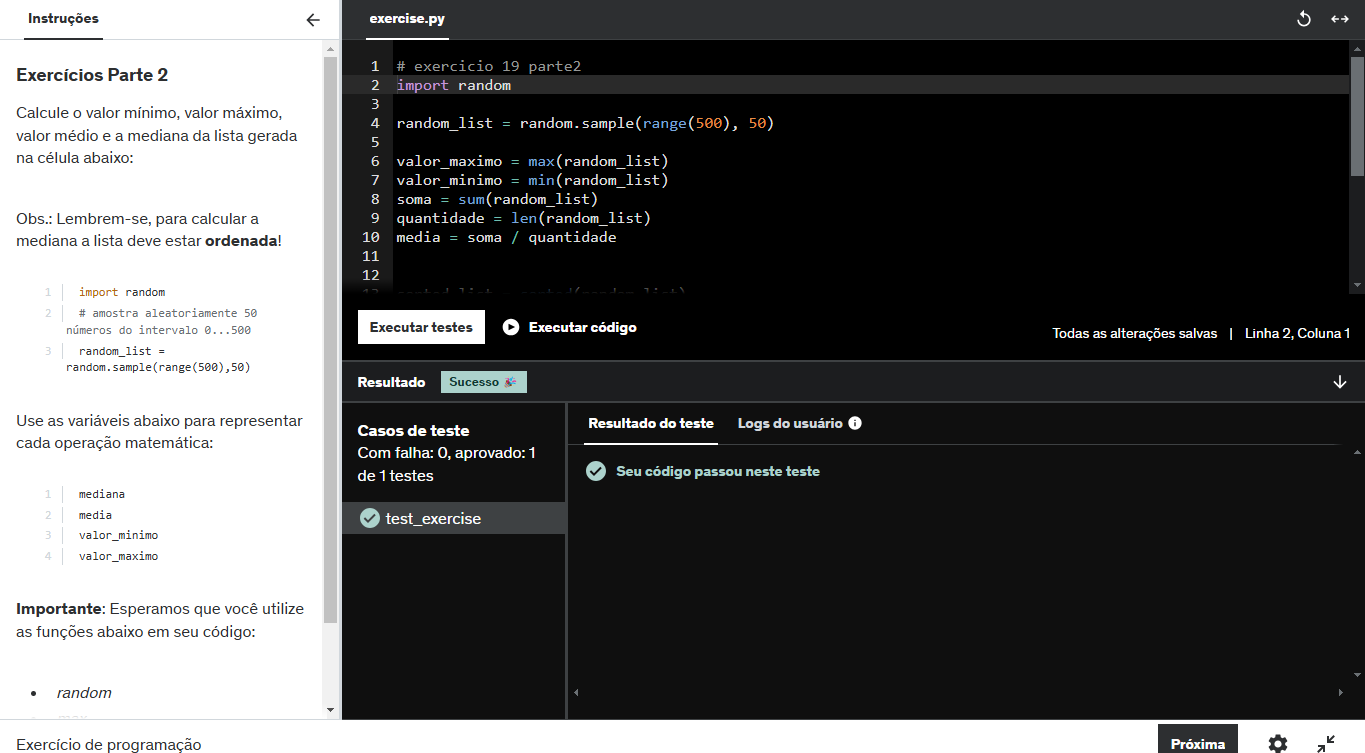 Instruções
Exercícios Parte 2
Calcule o valor mínimo, valor máximo,
valor médio e a mediana da lista gerada
na célula abaixo:
Obs.: Lembrem-se, para calcular a
mediana a lista deve estar ordenada!
1 import random
2 # amostra aleatoriamente 50
números do intervalo 0...500
3 random_list =
random.sample(range(500),50)
Use as variáveis abaixo para representar
cada operação matemática:
1 mediana
2 media
3 valor_minimo
4 valor_maximo
Importante: Esperamos que você utilize
as funções abaixo em seu código:
• random
exercise.py
1 # exercicio 19 parte2
2 import random
3
4 random_list = random.sample(range(500), 50)
5
6 valor_maximo = max(random_list)
7 valor_minimo = min(random_list)
8 soma = sum(random_list)
9 quantidade = len(random_list)
10 media = soma / quantidade
11
12
13 sorted_list = sorted(random_list)
Executar testes
Executar código
Todas as alterações salvas | Linha 2, Coluna 1
Resultado
Sucesso 🎉
Casos de teste
Com falha: 0, aprovado: 1
de 1 testes
test_exercise
Resultado do teste
Logs do usuário
Seu código passou neste teste
Exercício de programação
Próxima